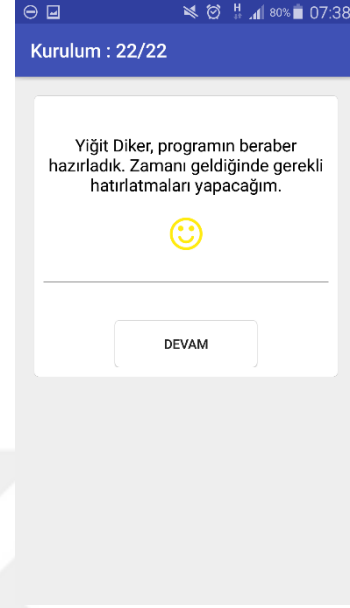 80% 07:38
Kurulum : 22/22
Yiğit Diker, programın beraber
hazırladık. Zamanı geldiğinde gerekli
hatırlatmaları yapacağım.
DEVAM